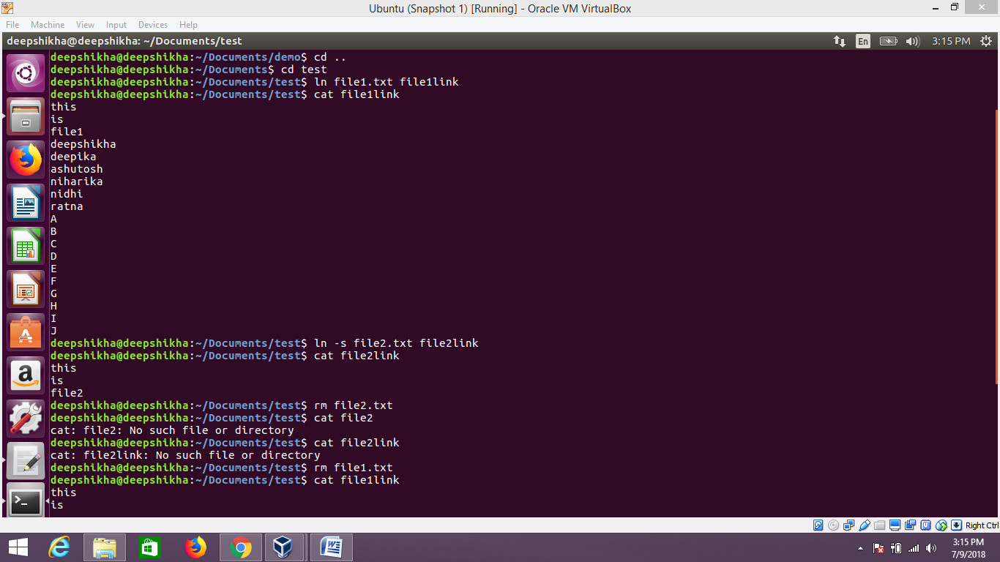 Ubuntu (Snapshot 1) [Running] - Oracle VM VirtualBox
File Machine View Input Devices Help
deepshikha@deepshikha: ~/Documents/test En 3:15 PM
deepshikha@deepshikha:~/Documents/demo$ cd ..
deepshikha@deepshikha:~/Documents$ cd test
deepshikha@deepshikha:~/Documents/test$ ln file1.txt file1link
deepshikha@deepshikha:~/Documents/test$ cat file1link
this
is
file1
deepshikha
deepika
ashutosh
niharika
nidhi
ratna
A
B
C
D
E
F
G
H
I
J
deepshikha@deepshikha:~/Documents/test$ ln -s file2.txt file2link
deepshikha@deepshikha:~/Documents/test$ cat file2link
this
is
file2
deepshikha@deepshikha:~/Documents/test$ rm file2.txt
deepshikha@deepshikha:~/Documents/test$ cat file2
cat: file2: No such file or directory
deepshikha@deepshikha:~/Documents/test$ cat file2link
cat: file2link: No such file or directory
deepshikha@deepshikha:~/Documents/test$ rm file1.txt
deepshikha@deepshikha:~/Documents/test$ cat file1link
this
is
Right Ctrl
3:15 PM
7/9/2018